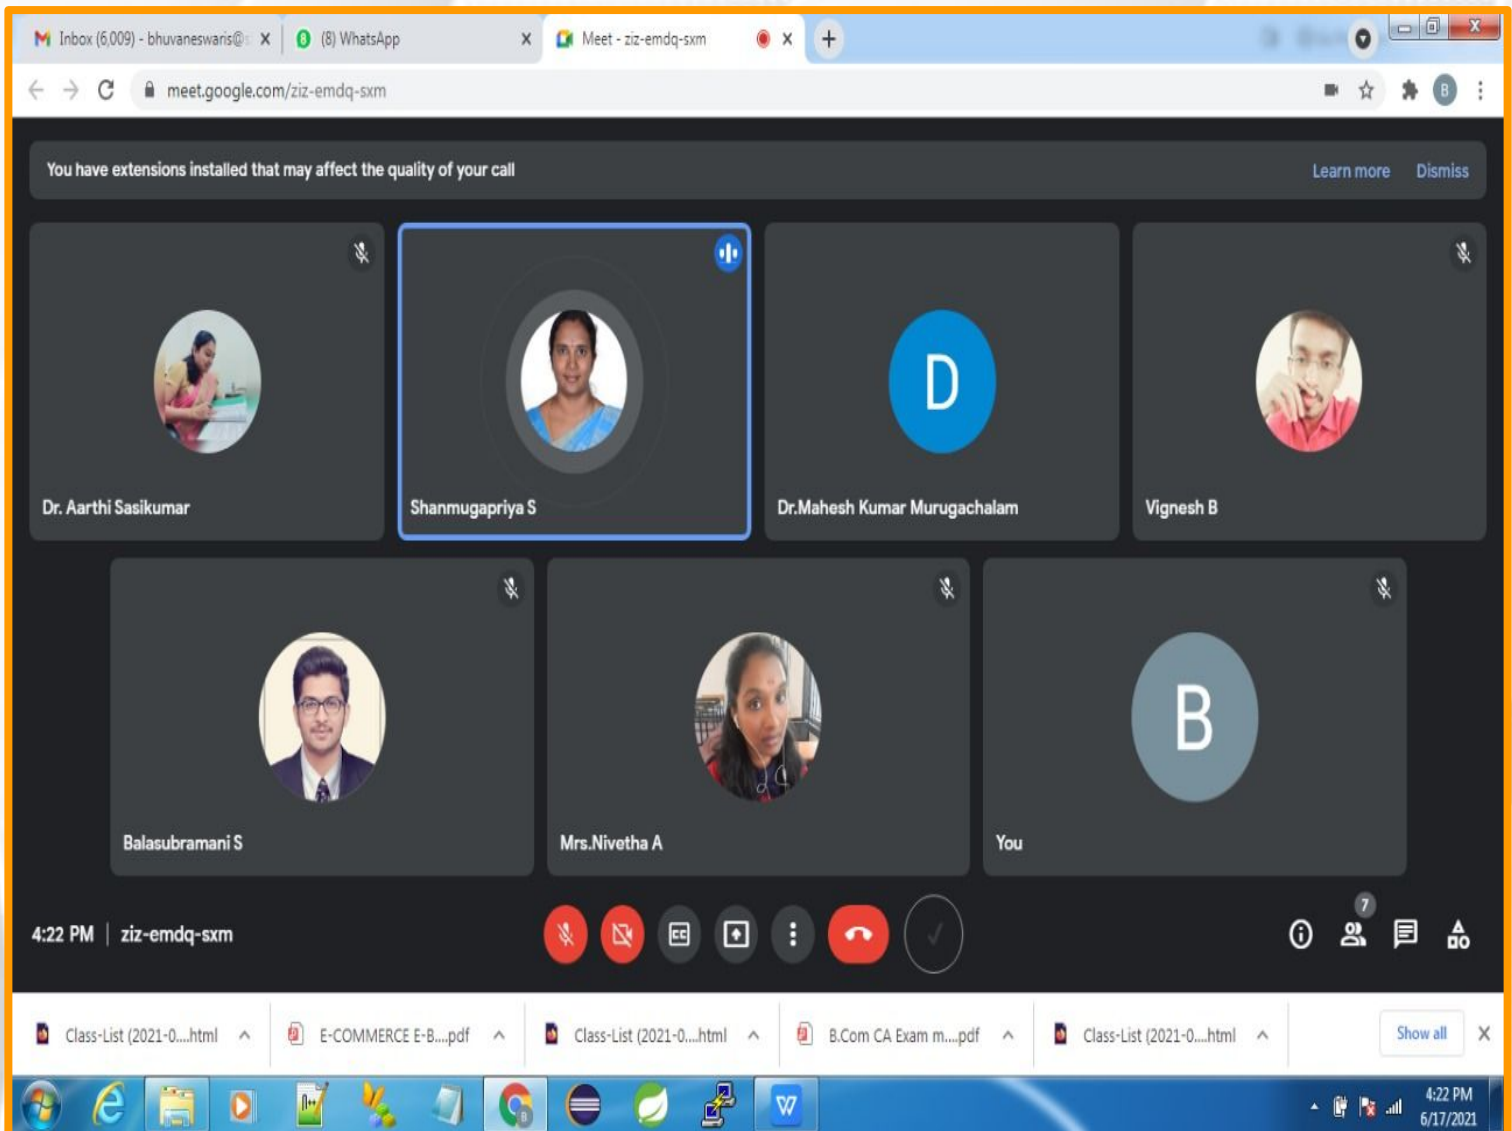 Inbox (6,009) - bhuvaneswaris@s
(8) WhatsApp
Meet - ziz-emdq-sxm
meet.google.com/ziz-emdq-sxm
B
You have extensions installed that may affect the quality of your call
Learn more
Dismiss
D
Dr. Aarthi Sasikumar
Shanmugapriya S
Dr.Mahesh Kumar Murugachalam
Vignesh B
B
Balasubramani S
Mrs.Nivetha A
You
4:22 PM | ziz-emdq-sxm
CC
7
Class-List (2021-0....html
E-COMMERCE E-B....pdf
Class-List (2021-0....html
B.Com CA Exam m....pdf
Class-List (2021-0....html
Show all
4:22 PM
6/17/2021